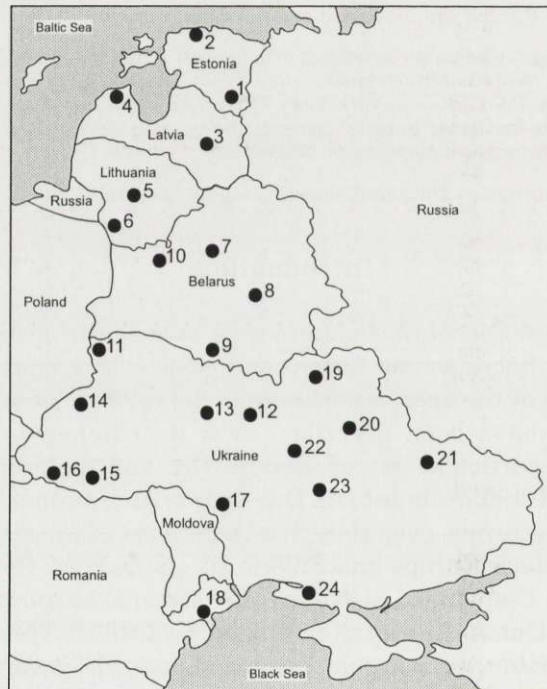 Baltic Sea
2
Estonia
1
4
Latvia
3
Lithuania
5
Russia
Russia
6
7
10
Belarus
8
Poland
11
9
19
14
13
12
20
22
Ukraine
21
16
15
23
17
Moldova
Romania
24
18
Black Sea